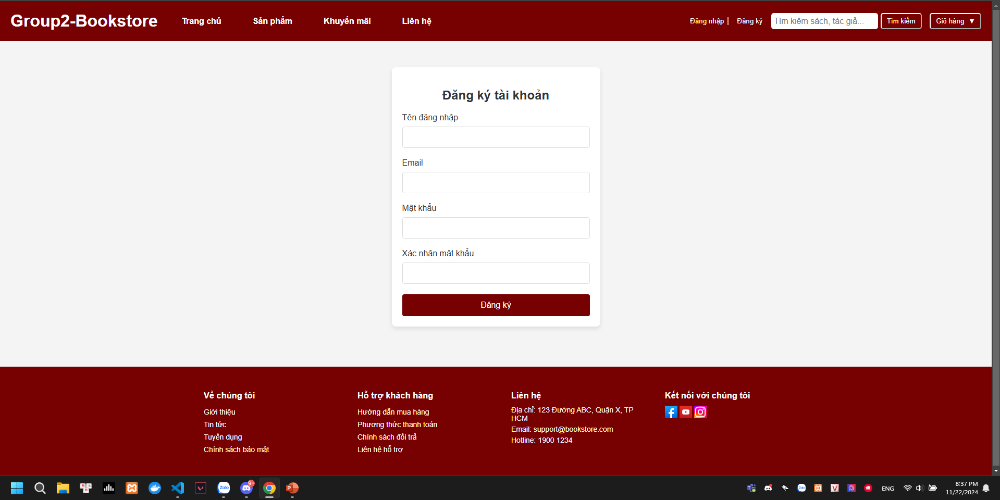 Group2-Bookstore
Trang chủ
Sản phẩm
Khuyến mãi
Liên hệ
Đăng nhập |
Đăng ký
Tìm kiếm sách, tác giả...
Tìm kiếm
Giỏ hàng ▼
Đăng ký tài khoản
Tên đăng nhập
Email
Mật khẩu
Xác nhận mật khẩu
Đăng ký
Về chúng tôi
Giới thiệu
Tin tức
Tuyển dụng
Chính sách bảo mật
Hỗ trợ khách hàng
Hướng dẫn mua hàng
Phương thức thanh toán
Chính sách đổi trả
Liên hệ hỗ trợ
Liên hệ
Địa chỉ: 123 Đường ABC, Quận X, TP
HCM
Email: support@bookstore.com
Hotline: 1900 1234
Kết nối với chúng tôi
Zalo
9+
P
ENG
8:37 PM
11/22/2024